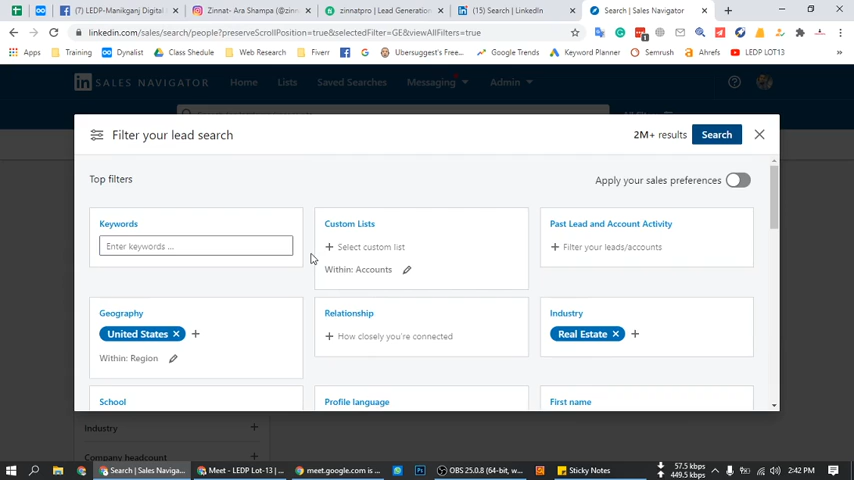 (7) LEDP-Manikganj Digital
Zinnat- Ara Shampa (@zinn
zinnatpro | Lead Generation
(15) Search | LinkedIn
Search | Sales Navigator
linkedin.com/sales/search/people?preserveScrollPosition=true&selectedFilter=GE&viewAllFilters=true
Apps
Training
Dynalist
Class Shedule
Web Research
Fiverr
Ubersuggest's Free...
Google Trends
Keyword Planner
Semrush
Ahrefs
LEDP LOT13
in SALES NAVIGATOR
Home
Lists
Saved Searches
Messaging
Admin
Filter your lead search
2M+ results
Search
Top filters
Apply your sales preferences
Keywords
Enter keywords ...
Custom Lists
+ Select custom list
Within: Accounts
Past Lead and Account Activity
+ Filter your leads/accounts
Geography
United States
Within: Region
Relationship
+ How closely you're connected
Industry
Real Estate
School
Profile language
First name
Industry
Company headcount
Search | Sales Naviga...
Meet - LEDP Lot-13 | ...
meet.google.com is ...
OBS 25.0.8 (64-bit, w...
Sticky Notes
57.5 kbps
449.5 kbps
2:42 PM